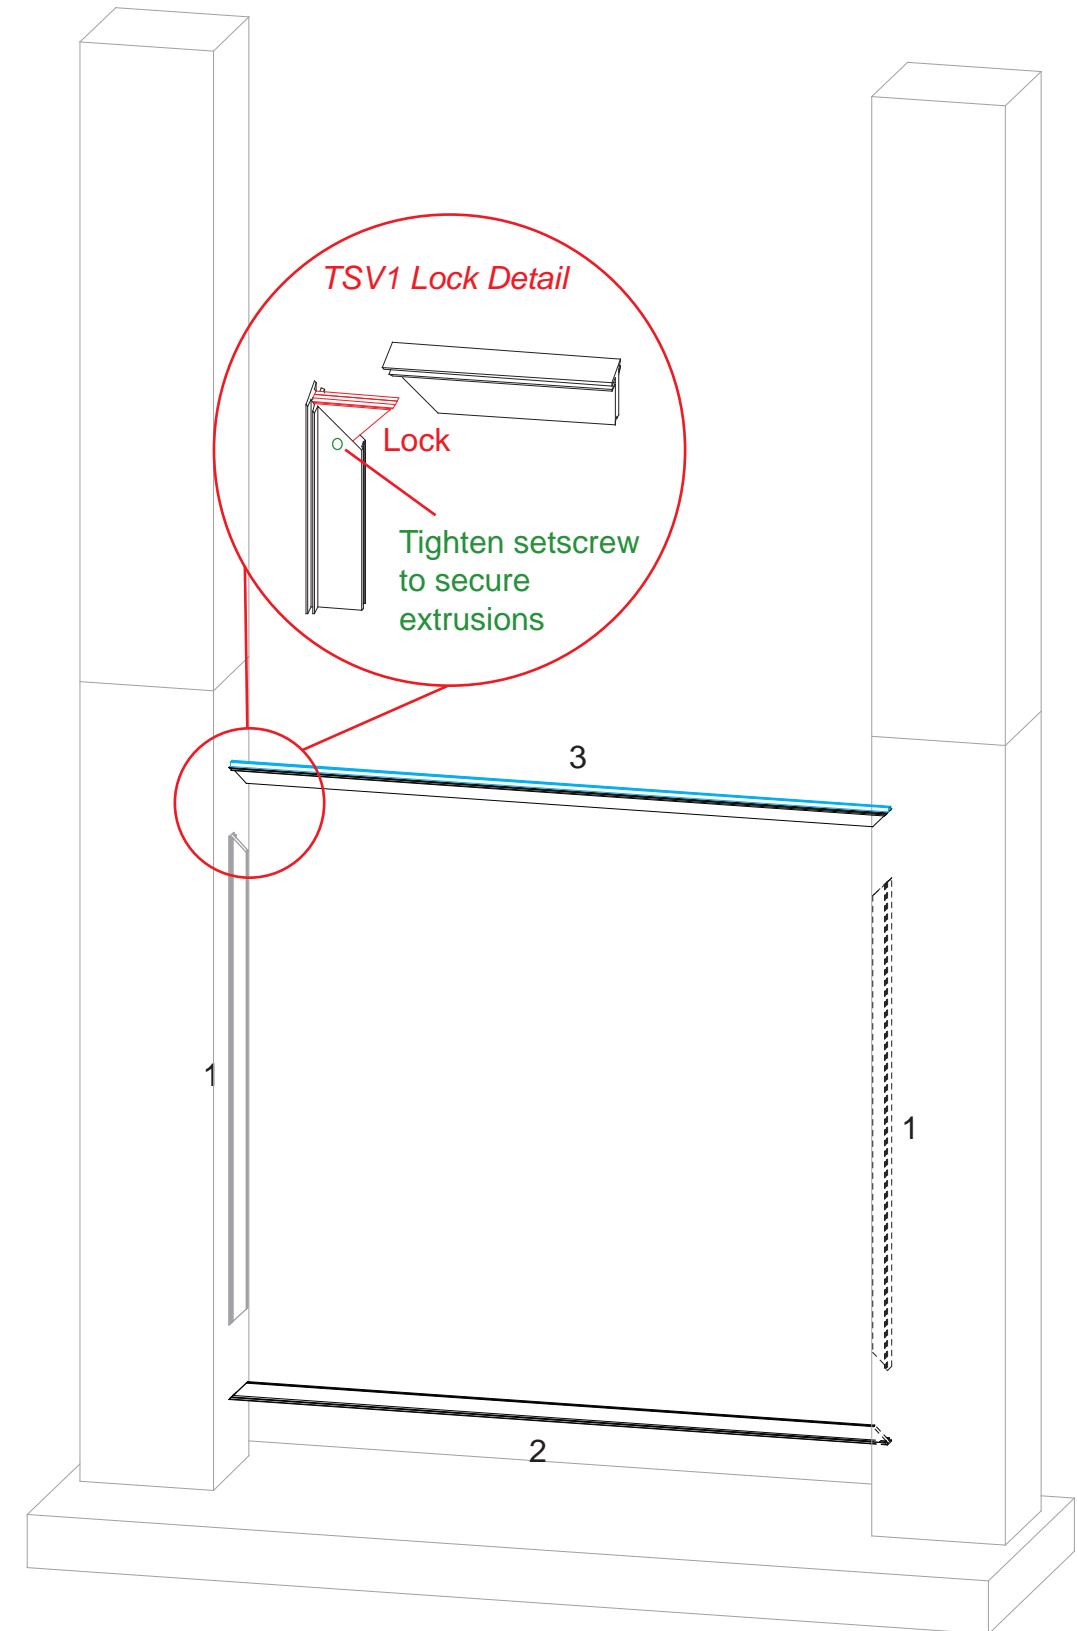 TSV1 Lock Detail
Lock
Tighten setscrew
to secure
extrusions
3
1
1
2